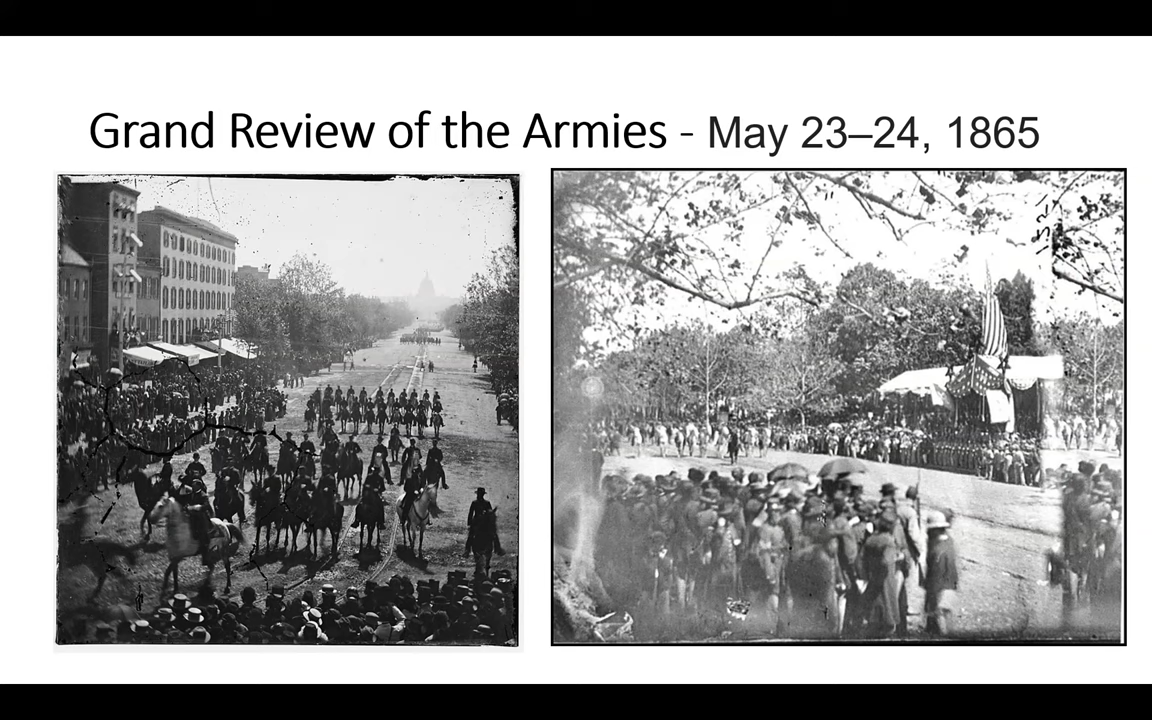 Grand Review of the Armies - May 23–24, 1865